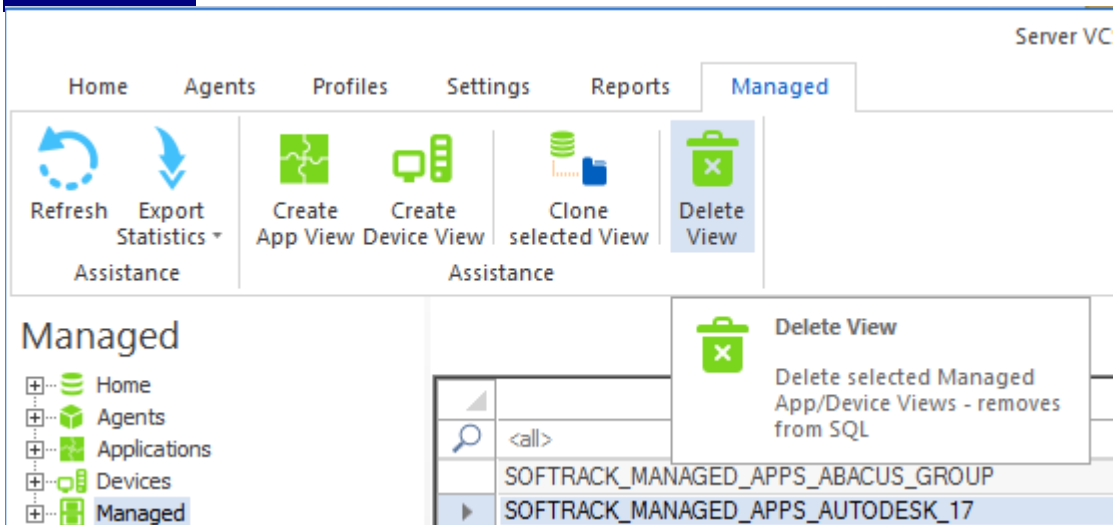 Server VC
Home Agents Profiles Settings Reports Managed
Refresh Export Statistics Create App View Create Device View Clone selected View Delete View
Assistance Assistance
Managed
Home
Agents
Applications
Devices
Managed
Delete View
Delete selected Managed
App/Device Views - removes
from SQL
<all>
SOFTRACK_MANAGED_APPS_ABACUS_GROUP
SOFTRACK_MANAGED_APPS_AUTODESK_17